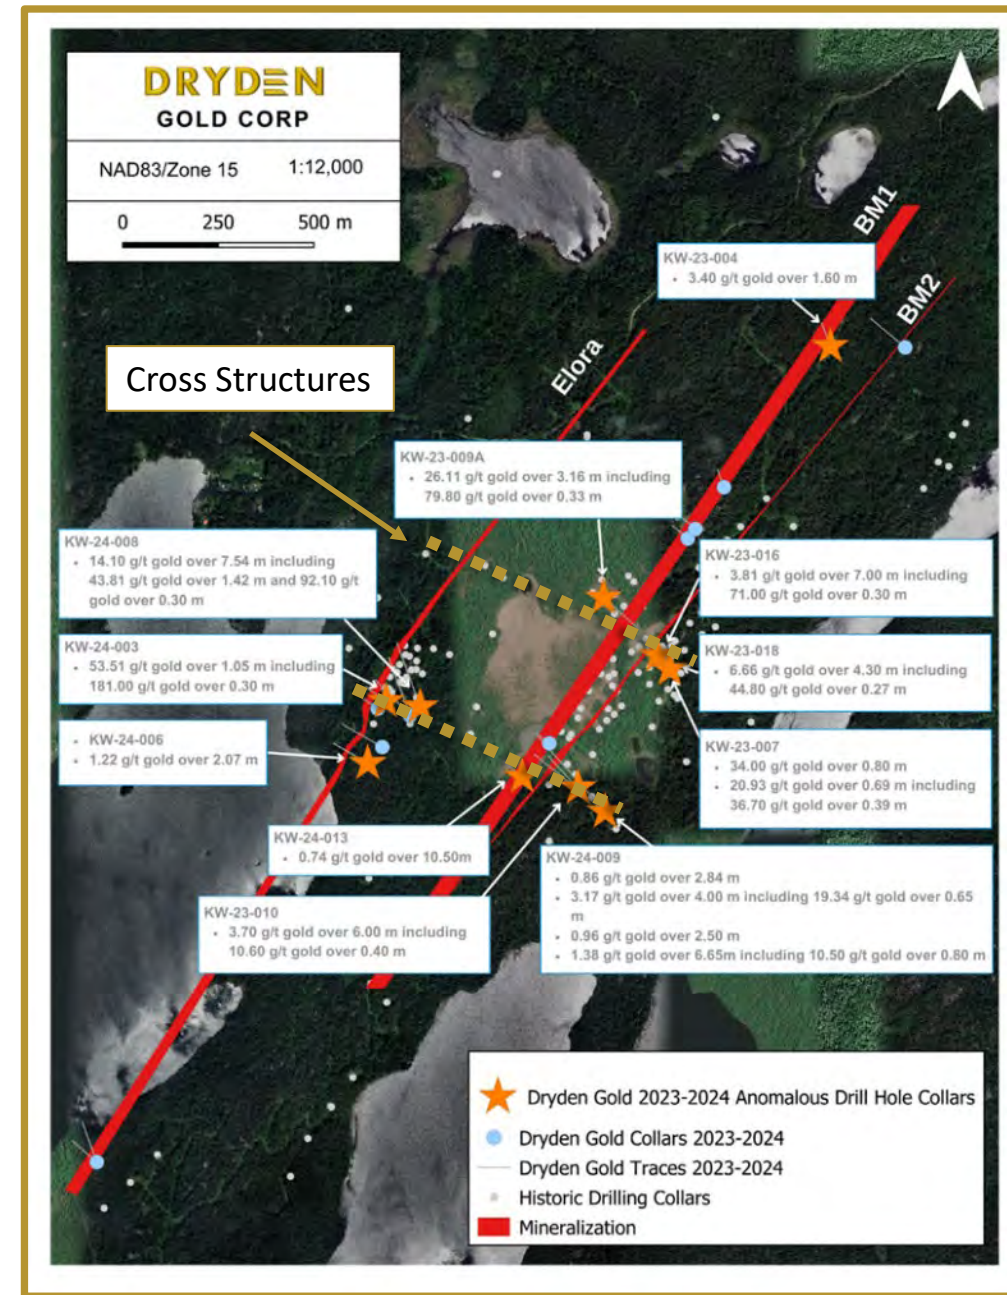 DRYDEN
GOLD CORP
NAD83/Zone 15 1:12,000
0 250 500 m
BM1
KW-23-004
• 3.40 g/t gold over 1.60 m
BM2
Elora
Cross Structures
KW-23-009A
• 26.11 g/t gold over 3.16 m including
79.80 g/t gold over 0.33 m
KW-24-008
• 14.10 g/t gold over 7.54 m including
43.81 g/t gold over 1.42 m and 92.10 g/t
gold over 0.30 m
KW-23-016
• 3.81 g/t gold over 7.00 m including
71.00 g/t gold over 0.30 m
KW-24-003
• 53.51 g/t gold over 1.05 m including
181.00 g/t gold over 0.30 m
KW-23-018
• 6.66 g/t gold over 4.30 m including
44.80 g/t gold over 0.27 m
• KW-24-006
• 1.22 g/t gold over 2.07 m
KW-23-007
• 34.00 g/t gold over 0.80 m
• 20.93 g/t gold over 0.69 m including
36.70 g/t gold over 0.39 m
KW-24-013
• 0.74 g/t gold over 10.50m
KW-24-009
• 0.86 g/t gold over 2.84 m
• 3.17 g/t gold over 4.00 m including 19.34 g/t gold over 0.65
m
• 0.96 g/t gold over 2.50 m
• 1.38 g/t gold over 6.65m including 10.50 g/t gold over 0.80 m
KW-23-010
• 3.70 g/t gold over 6.00 m including
10.60 g/t gold over 0.40 m
Dryden Gold 2023-2024 Anomalous Drill Hole Collars
Dryden Gold Collars 2023-2024
Dryden Gold Traces 2023-2024
Historic Drilling Collars
Mineralization